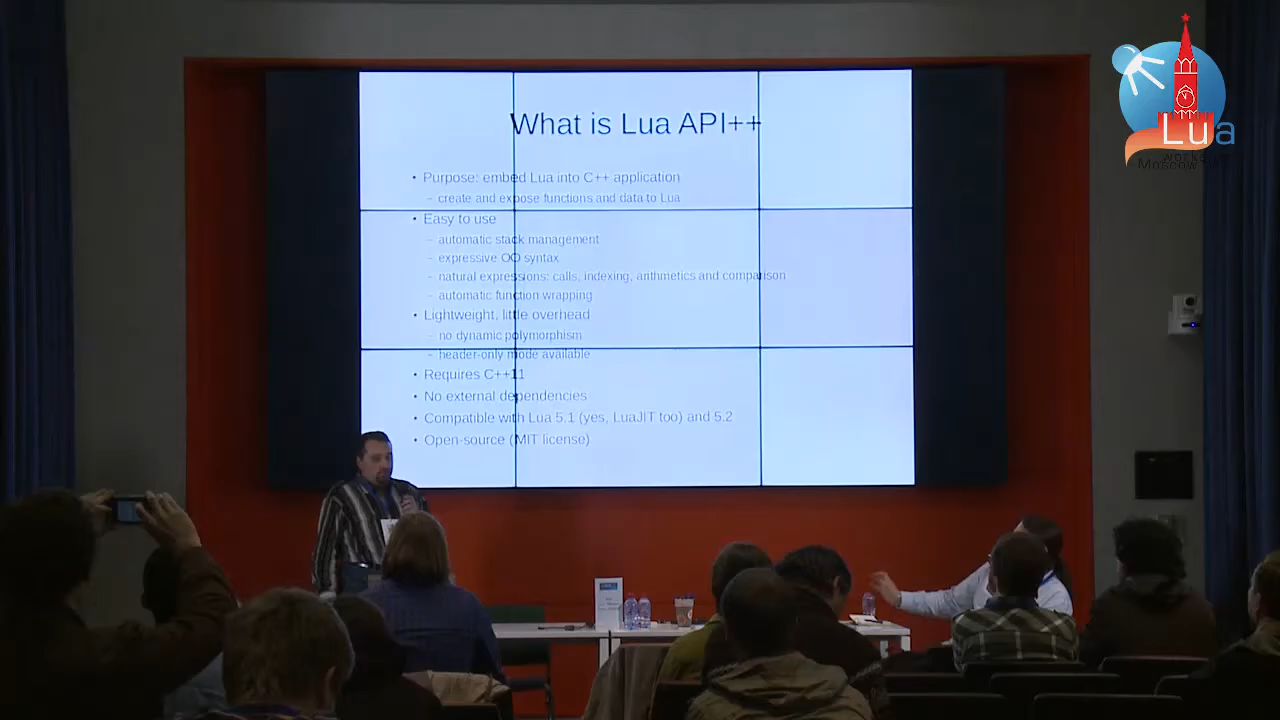 What is Lua API++
• Purpose: embed Lua into C++ application
– create and expose functions and data to Lua
• Easy to use
– automatic stack management
– expressive OO syntax
– natural expressions: calls, indexing, arithmetics and comparison
– automatic function wrapping
• Lightweight, little overhead
– no dynamic polymorphism
– header-only mode available
• Requires C++11
• No external dependencies
• Compatible with Lua 5.1 (yes, LuaJIT too) and 5.2
• Open-source (MIT license)
Lua
Moscow